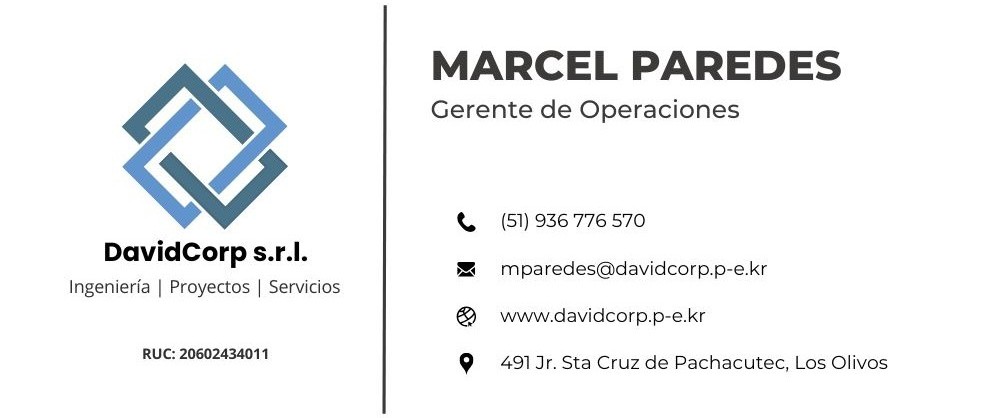 DavidCorp s.r.l.
Ingeniería | Proyectos | Servicios
RUC: 20602434011
MARCEL PAREDES
Gerente de Operaciones
(51) 936 776 570
mparedes@davidcorp.p-e.kr
www.davidcorp.p-e.kr
491 Jr. Sta Cruz de Pachacutec, Los Olivos